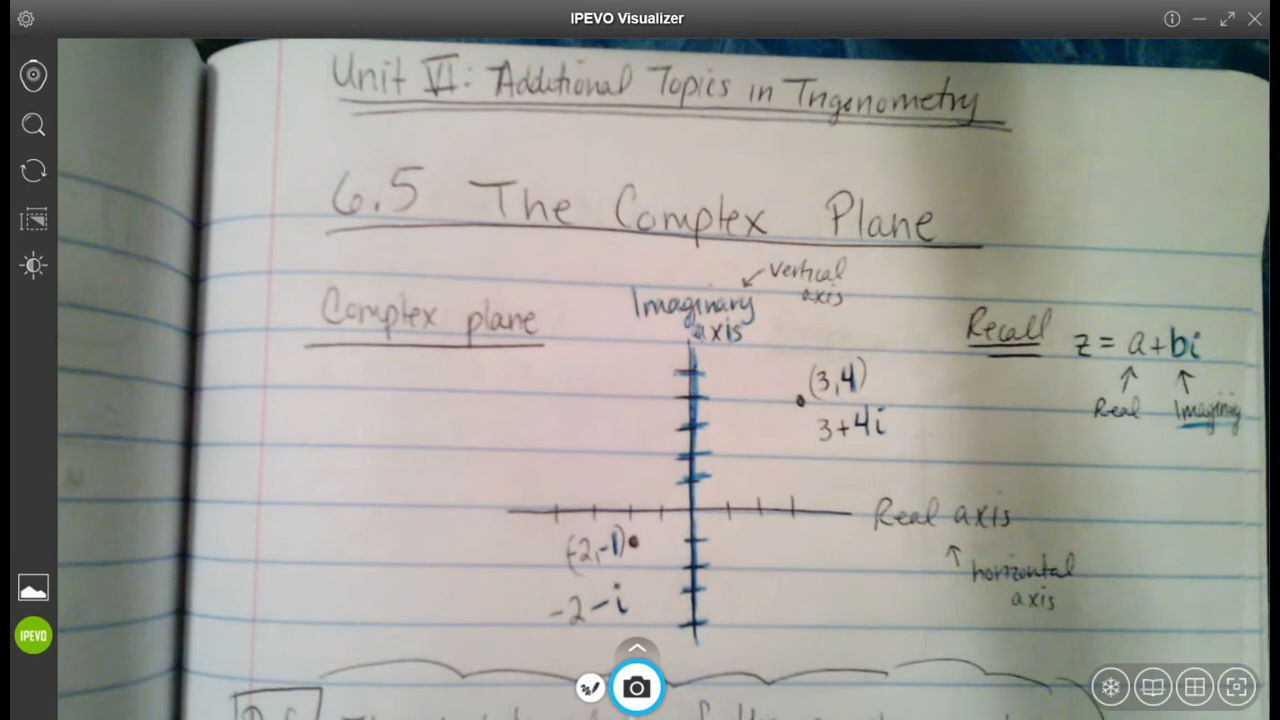 IPEVO Visualizer
Unit VI: Additional Topics in Trigenometry
6.5 The Complex Plane
Complex plane
Imaginary axis
vertical axis
Recall z = a+bi
Real
Imaginary
(3,4)
3+4i
Real axis
horizontal axis
(-2,-1)
-2-i
IPEVO